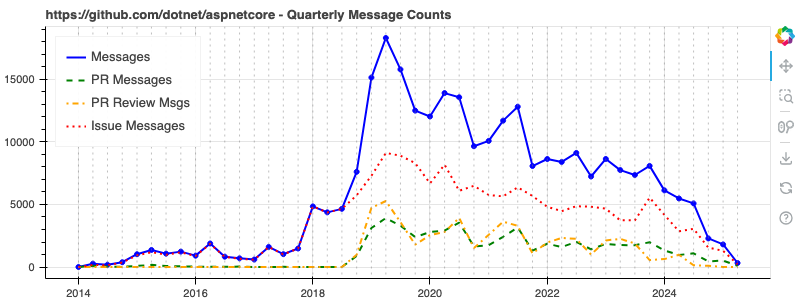 https://github.com/dotnet/aspnetcore - Quarterly Message Counts
Messages
PR Messages
PR Review Msgs
Issue Messages
15000
10000
5000
0
2014 2016 2018 2020 2022 2024